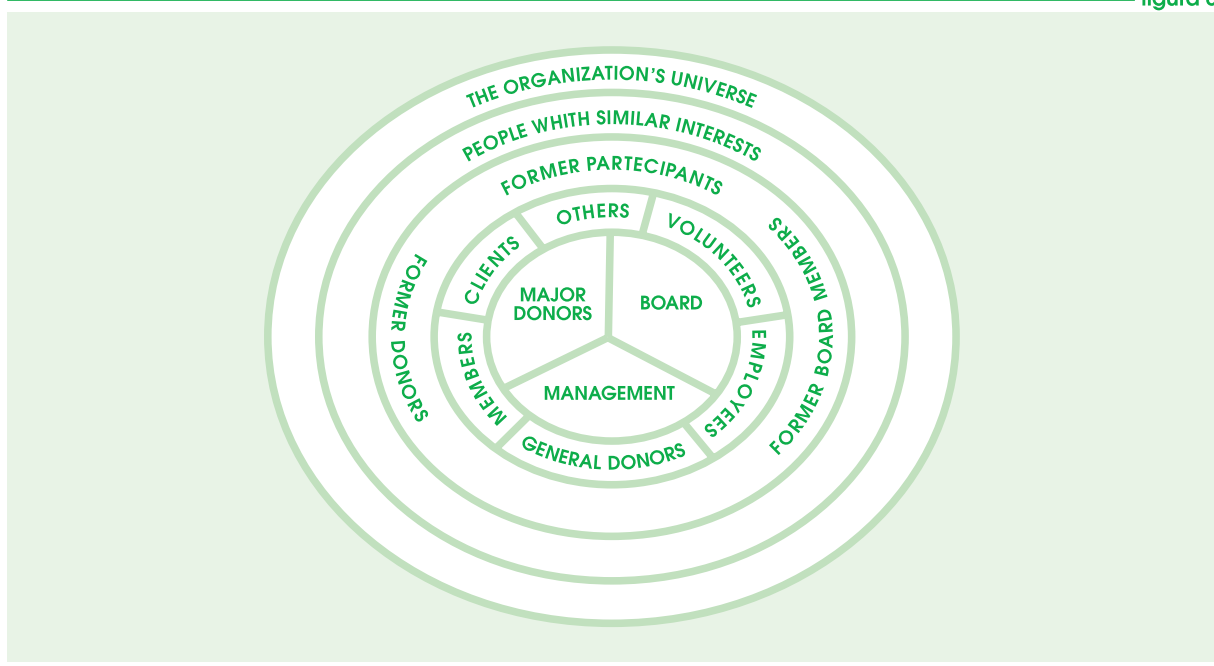 figura
THE ORGANIZATION'S UNIVERSE
PEOPLE WHITH SIMILAR INTERESTS
FORMER PARTECIPANTS
FORMER DONORS
FORMER BOARD MEMBERS
OTHERS
VOLUNTEERS
CLIENTS
MEMBERS
EMPLOYEES
GENERAL DONORS
MAJOR
DONORS
BOARD
MANAGEMENT